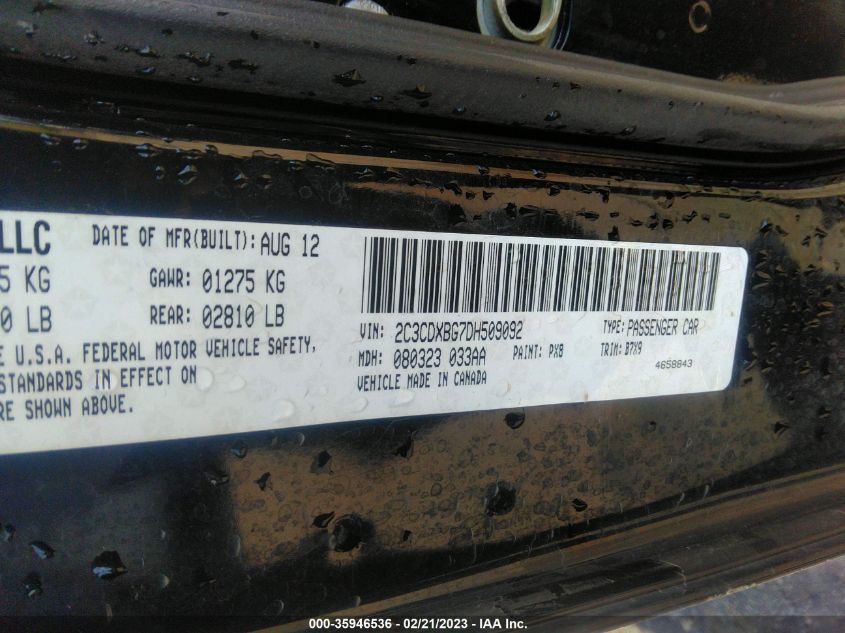 LLC DATE OF MFR(BUILT): AUG 12
5 KG GAWR: 01275 KG
0 LB REAR: 02810 LB
E U.S.A. FEDERAL MOTOR VEHICLE SAFETY,
STANDARDS IN EFFECT ON
RE SHOWN ABOVE.
VIN: 2C3CDXBG7DH509092 TYPE: PASSENGER CAR
MDH: 080323 033AA PAINT: PX8 TRIM: B7X9
VEHICLE MADE IN CANADA 4658843
000-35946536 - 02/21/2023 - IAA Inc.